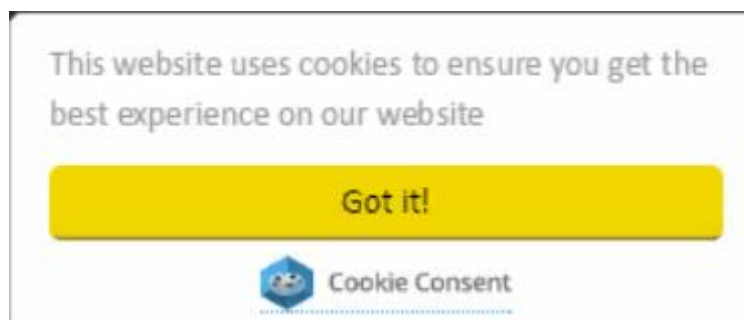 This website uses cookies to ensure you get the
best experience on our website
Got it!
Cookie Consent